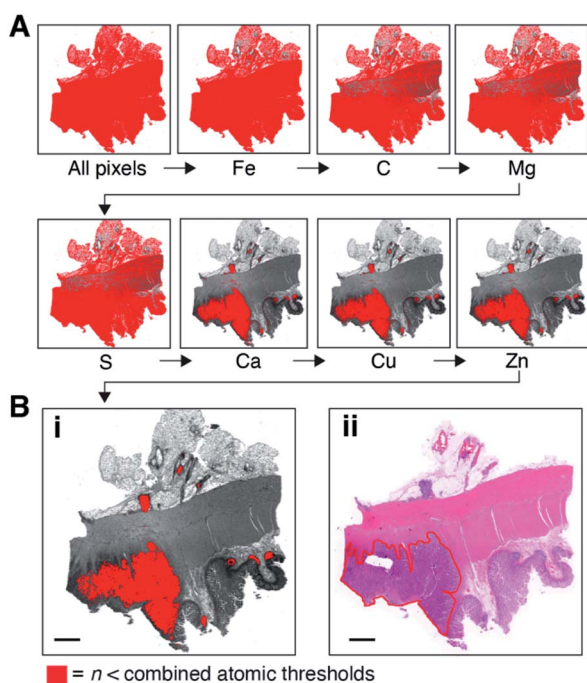 A
All pixels Fe C Mg
S Ca Cu Zn
B
i ii
= n < combined atomic thresholds